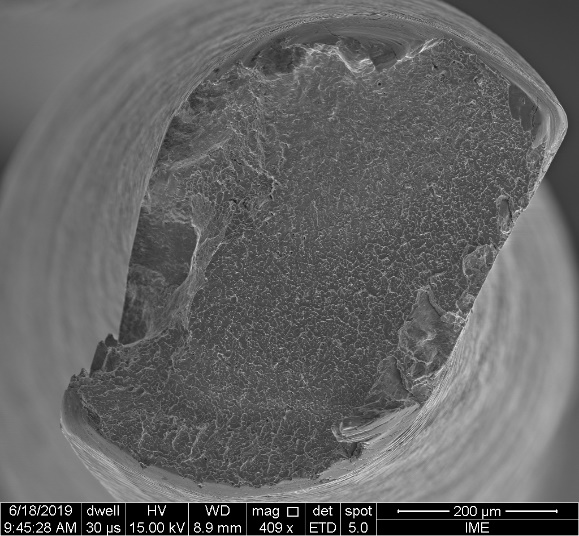 6/18/2019 dwell HV WD mag □ det spot 200 µm
9:45:28 AM 30 µs 15.00 kV 8.9 mm 409 x ETD 5.0 IME